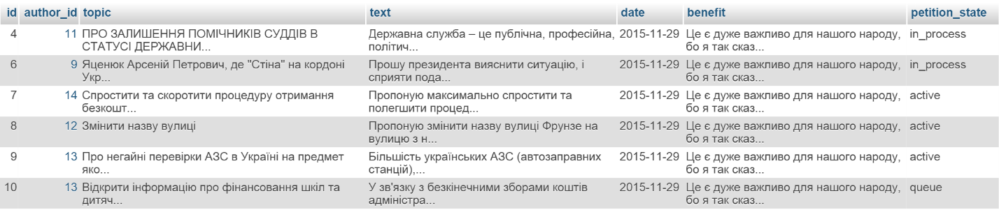 id author_id topic text date benefit petition_state
4 11 ПРО ЗАЛИШЕННЯ ПОМІЧНИКІВ СУДДІВ В Державна служба – це публічна, професійна, 2015-11-29 Це є дуже важливо для нашого народу, in_process
СТАТУСІ ДЕРЖАВНИ... політич... бо я так сказ...
6 9 Яценюк Арсеній Петрович, де "Стіна" на кордоні Прошу президента вияснити ситуацію, і 2015-11-29 Це є дуже важливо для нашого народу, in_process
Укр... сприяти пода... бо я так сказ...
7 14 Спростити та скоротити процедуру отримання Пропоную максимально спростити та 2015-11-29 Це є дуже важливо для нашого народу, active
безкошт... полегшити процед... бо я так сказ...
8 12 Змінити назву вулиці Пропоную змінити назву вулиці Фрунзе на 2015-11-29 Це є дуже важливо для нашого народу, active
вулицю з н... бо я так сказ...
9 13 Про негайні перевірки АЗС в Україні на предмет Більшість українських АЗС (автозаправних 2015-11-29 Це є дуже важливо для нашого народу, active
яко... станцій),... бо я так сказ...
10 13 Відкрити інформацію про фінансовання шкіл та У зв'язку з безкінечними зборами коштів 2015-11-29 Це є дуже важливо для нашого народу, queue
дитяч... адміністра... бо я так сказ...